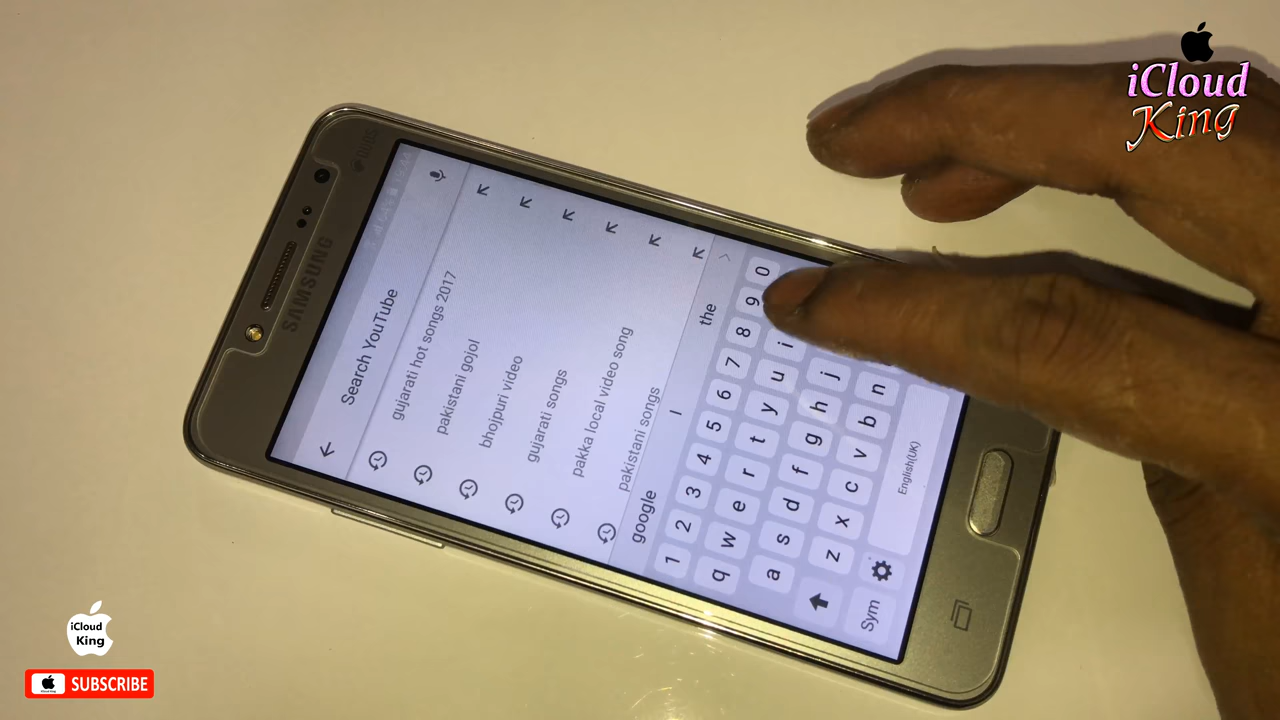 iCloud
King
DUOS
SAMSUNG
Search YouTube
gujarati hot songs 2017
pakistani gojol
bhojpuri video
gujarati songs
pakka local video song
pakistani songs
google I the
1 2 3 4 5 6 7 8 9 0
q w e r t y u i
a s d f g h j
z x c v b n
Sym English(UK)
iCloud
King
SUBSCRIBE